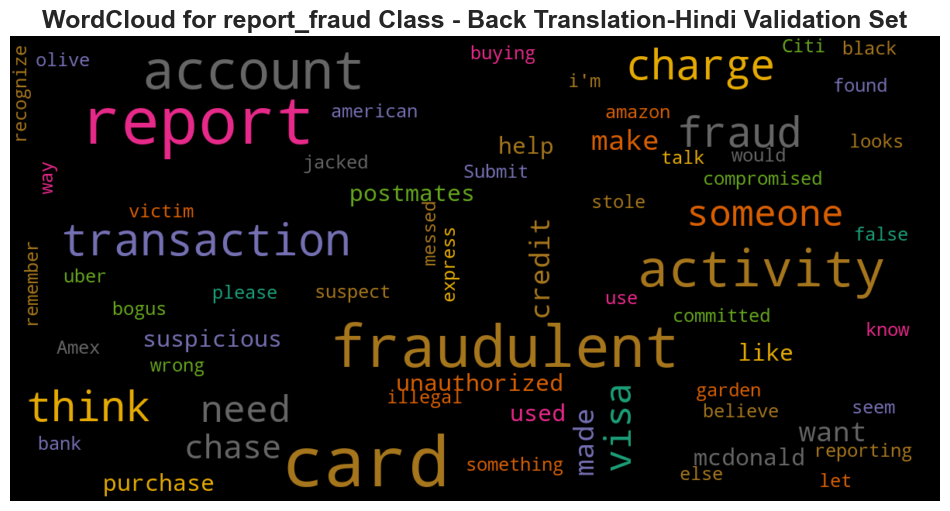 WordCloud for report_fraud Class - Back Translation-Hindi Validation Set
recognize
olive
account
buying
charge
Citi
black
i'm
found
report
american
amazon
help
make
fraud
looks
jacked
talk
would
way
Submit
compromised
postmates
victim
stole
someone
messed
false
transaction
express
credit
activity
remember
uber
please
suspect
use
bogus
committed
know
suspicious
fraudulent
Amex
like
wrong
unauthorized
illegal
visa
garden
think
need
used
believe
seem
made
want
bank
chase
card
something
mcdonald
reporting
else
purchase
let